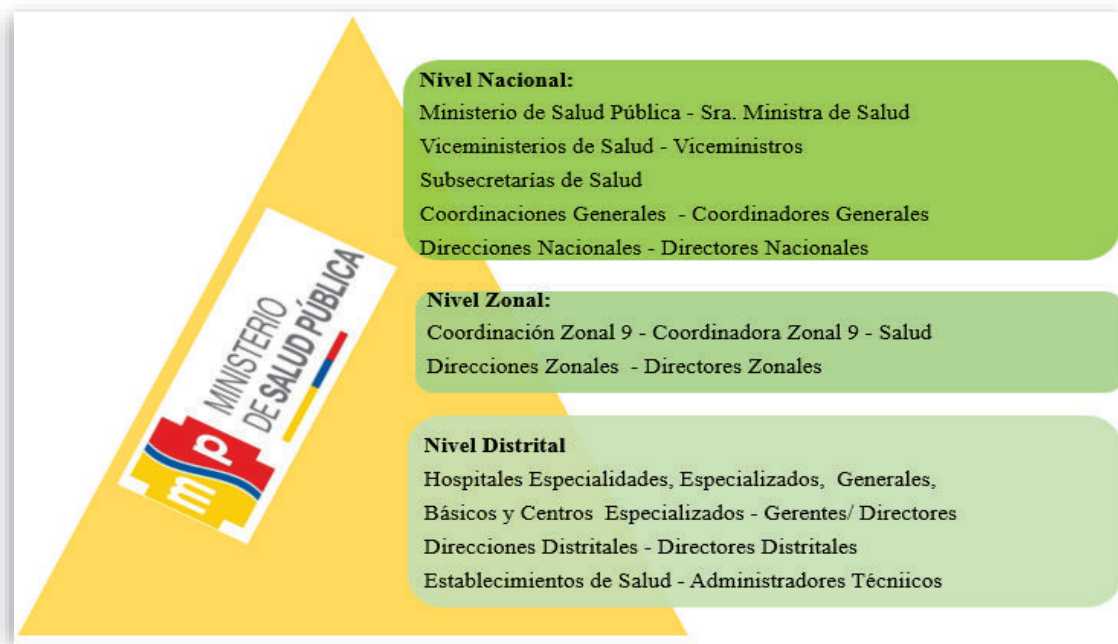 Nivel Nacional:
Ministerio de Salud Pública - Sra. Ministra de Salud
Viceministerios de Salud - Viceministros
Subsecretarías de Salud
Coordinaciones Generales  - Coordinadores Generales
Direcciones Nacionales - Directores Nacionales
Nivel Zonal:
Coordinación Zonal 9 - Coordinadora Zonal 9 - Salud
Direcciones Zonales  - Directores Zonales
Nivel Distrital
Hospitales Especialidades, Especializados,  Generales,
Básicos y Centros  Especializados - Gerentes/ Directores
Direcciones Distritales - Directores Distritales
Establecimientos de Salud - Administradores Técniicos
mp
MINISTERIO
DE SALUD PÚBLICA